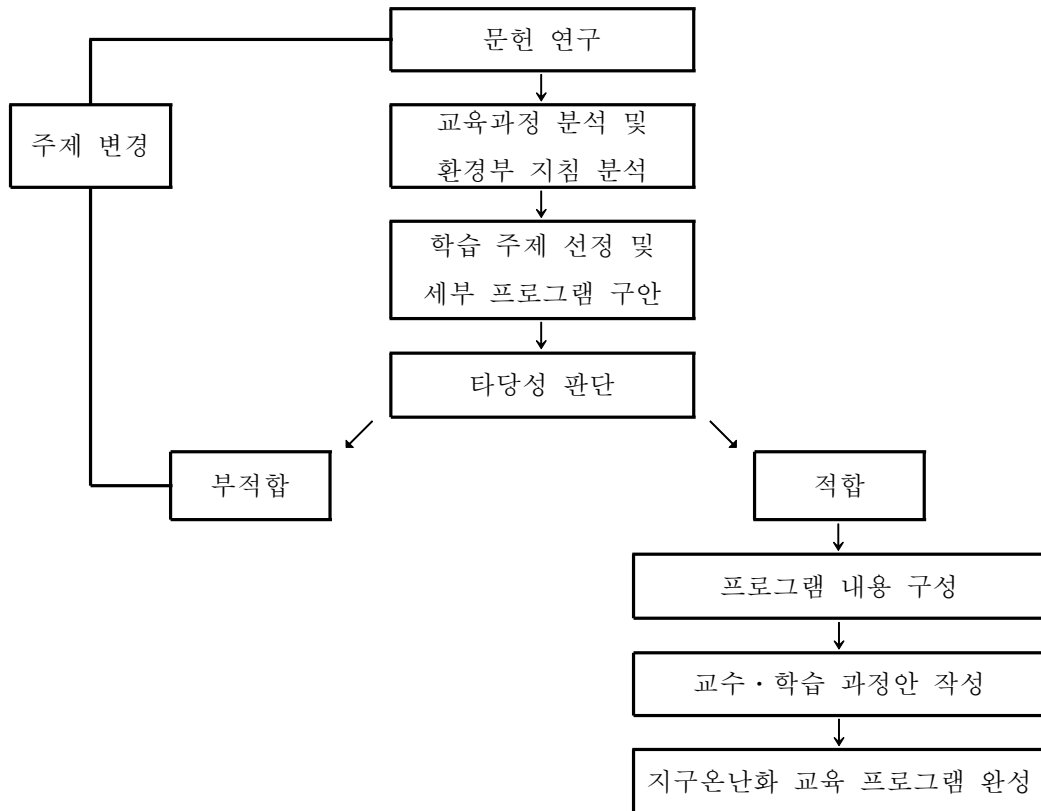 문헌 연구
주제 변경
교육과정 분석 및
환경부 지침 분석
학습 주제 선정 및
세부 프로그램 구안
타당성 판단
부적합
적합
프로그램 내용 구성
교수·학습 과정안 작성
지구온난화 교육 프로그램 완성